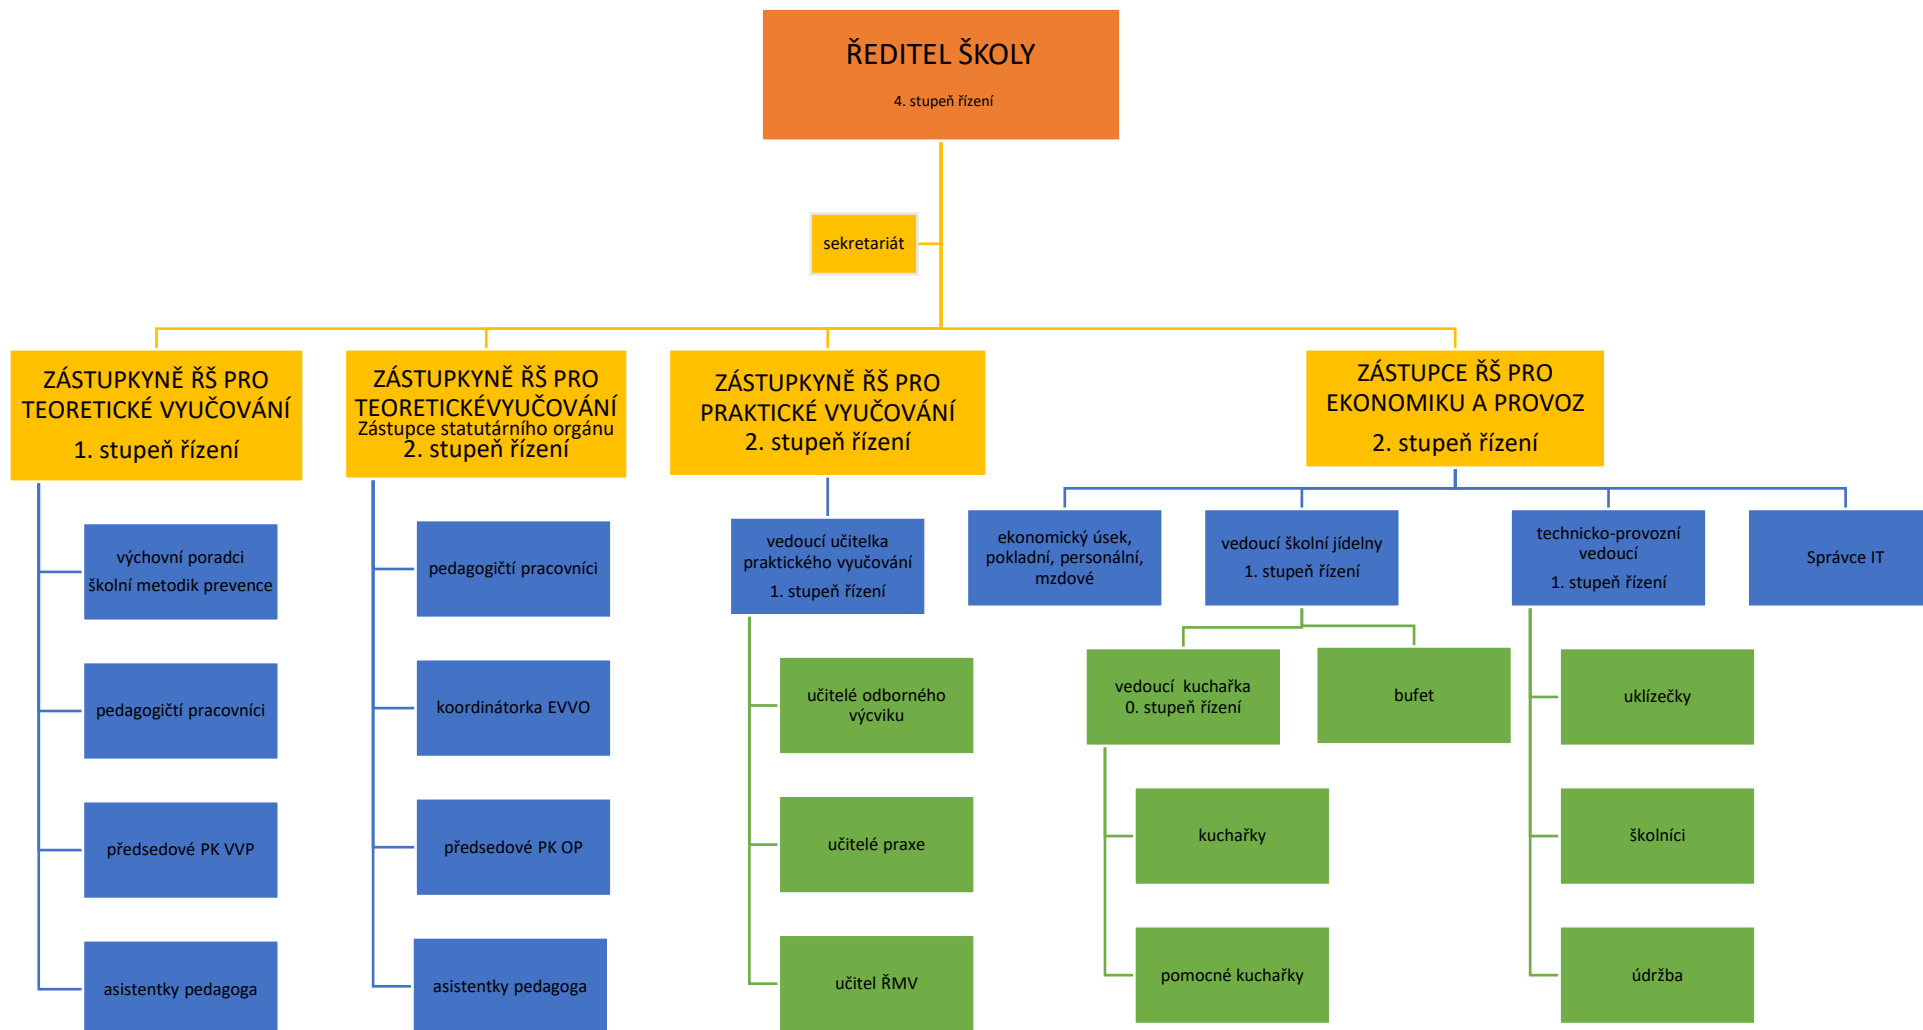 ŘEDITEL ŠKOLY
4. stupeň řízení
sekretariát
ZÁSTUPKYNĚ ŘŠ PRO
TEORETICKÉ VYUČOVÁNÍ
1. stupeň řízení
ZÁSTUPKYNĚ ŘŠ PRO
TEORETICKÉVYUČOVÁNÍ
Zástupce statutárního orgánu
2. stupeň řízení
ZÁSTUPKYNĚ ŘŠ PRO
PRAKTICKÉ VYUČOVÁNÍ
2. stupeň řízení
ZÁSTUPCE ŘŠ PRO
EKONOMIKU A PROVOZ
2. stupeň řízení
výchovní poradci
školní metodik prevence
pedagogičtí pracovníci
předsedové PK VVP
asistentky pedagoga
pedagogičtí pracovníci
koordinátorka EVVO
předsedové PK OP
asistentky pedagoga
vedoucí učitelka
praktického vyučování
1. stupeň řízení
učitelé odborného
výcviku
učitelé praxe
učitel ŘMV
ekonomický úsek,
pokladní, personální,
mzdové
vedoucí školní jídelny
1. stupeň řízení
vedoucí kuchařka
0. stupeň řízení
kuchařky
pomocné kuchařky
bufet
technicko-provozní
vedoucí
1. stupeň řízení
uklízečky
školníci
údržba
Správce IT